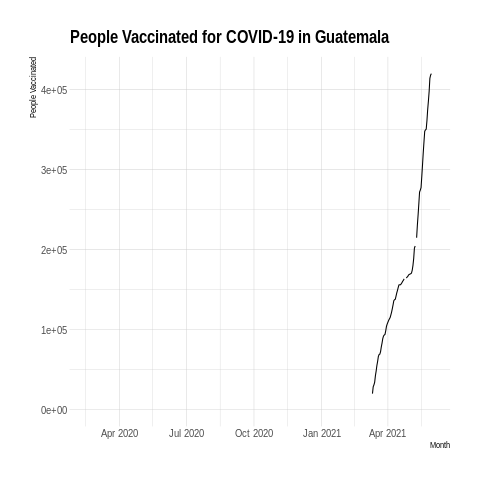 People Vaccinated for COVID-19 in Guatemala
People Vaccinated
4e+05
3e+05
2e+05
1e+05
0e+00
Apr 2020 Jul 2020 Oct 2020 Jan 2021 Apr 2021
Month